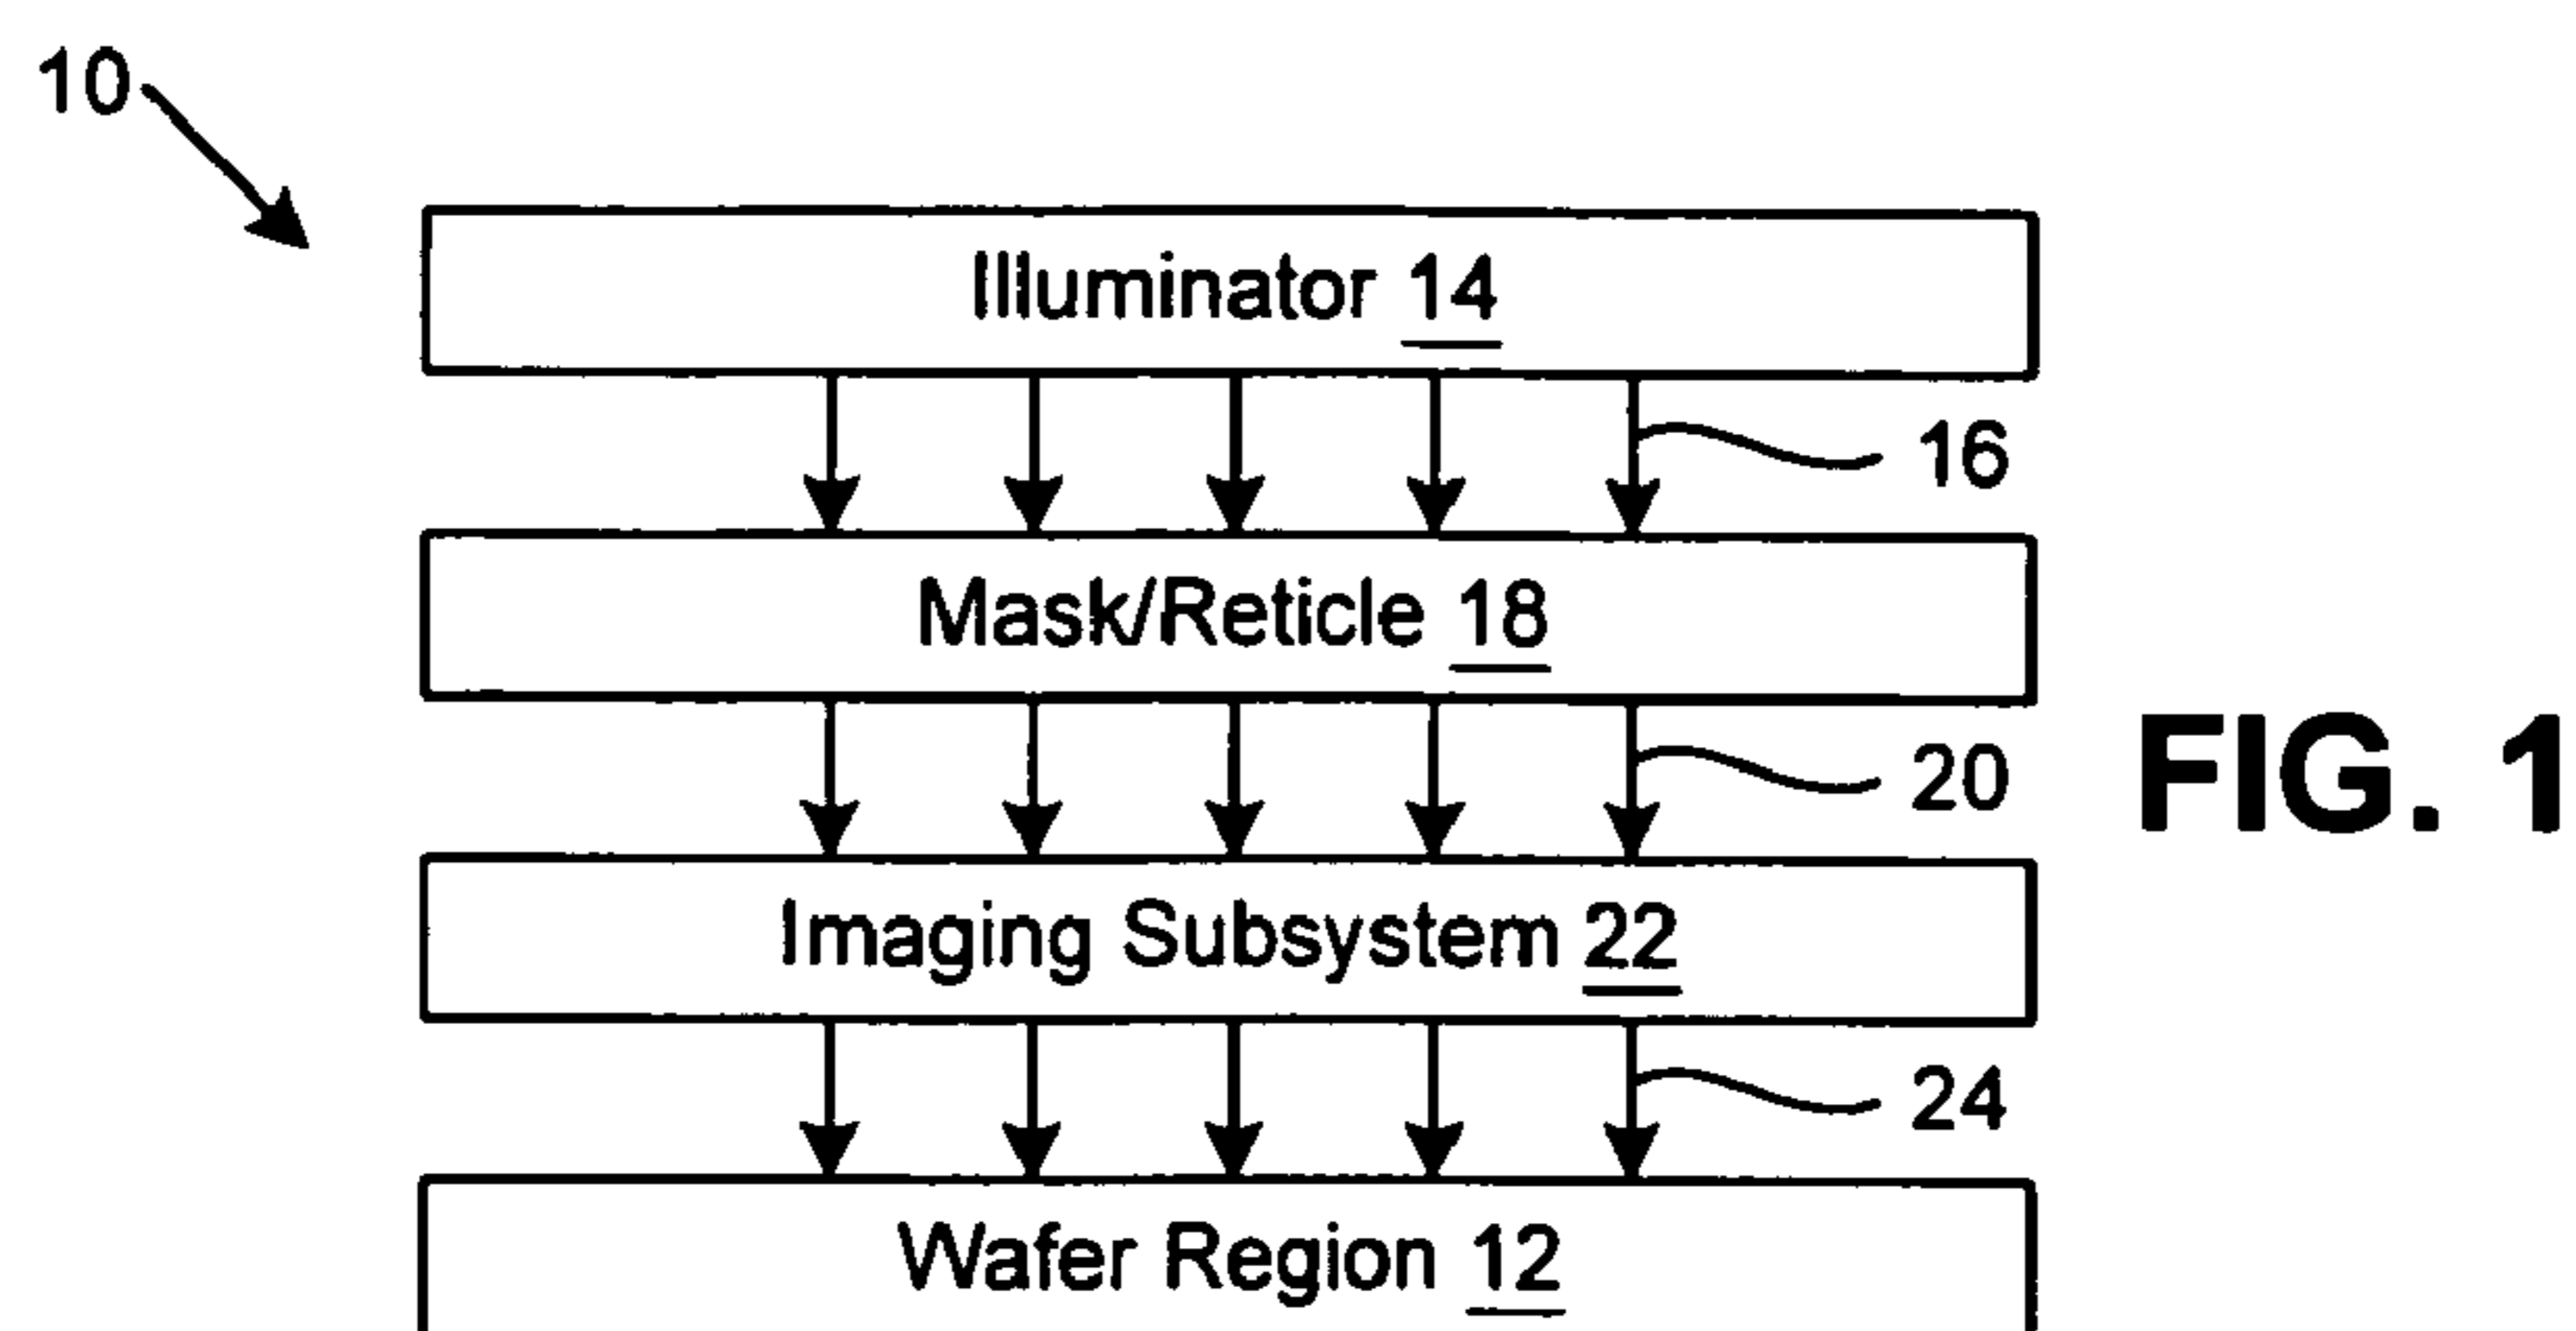 10
Illuminator 14
16
Mask/Reticle 18
20
FIG. 1
Imaging Subsystem 22
24
Wafer Region 12